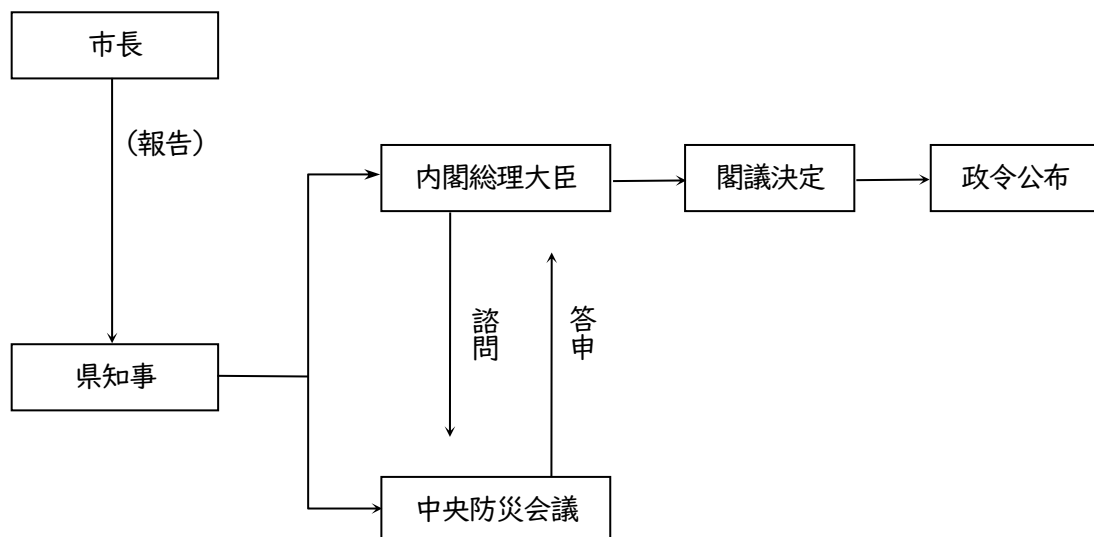 市長
（報告）
内閣総理大臣
閣議決定
政令公布
諮問
答申
県知事
中央防災会議